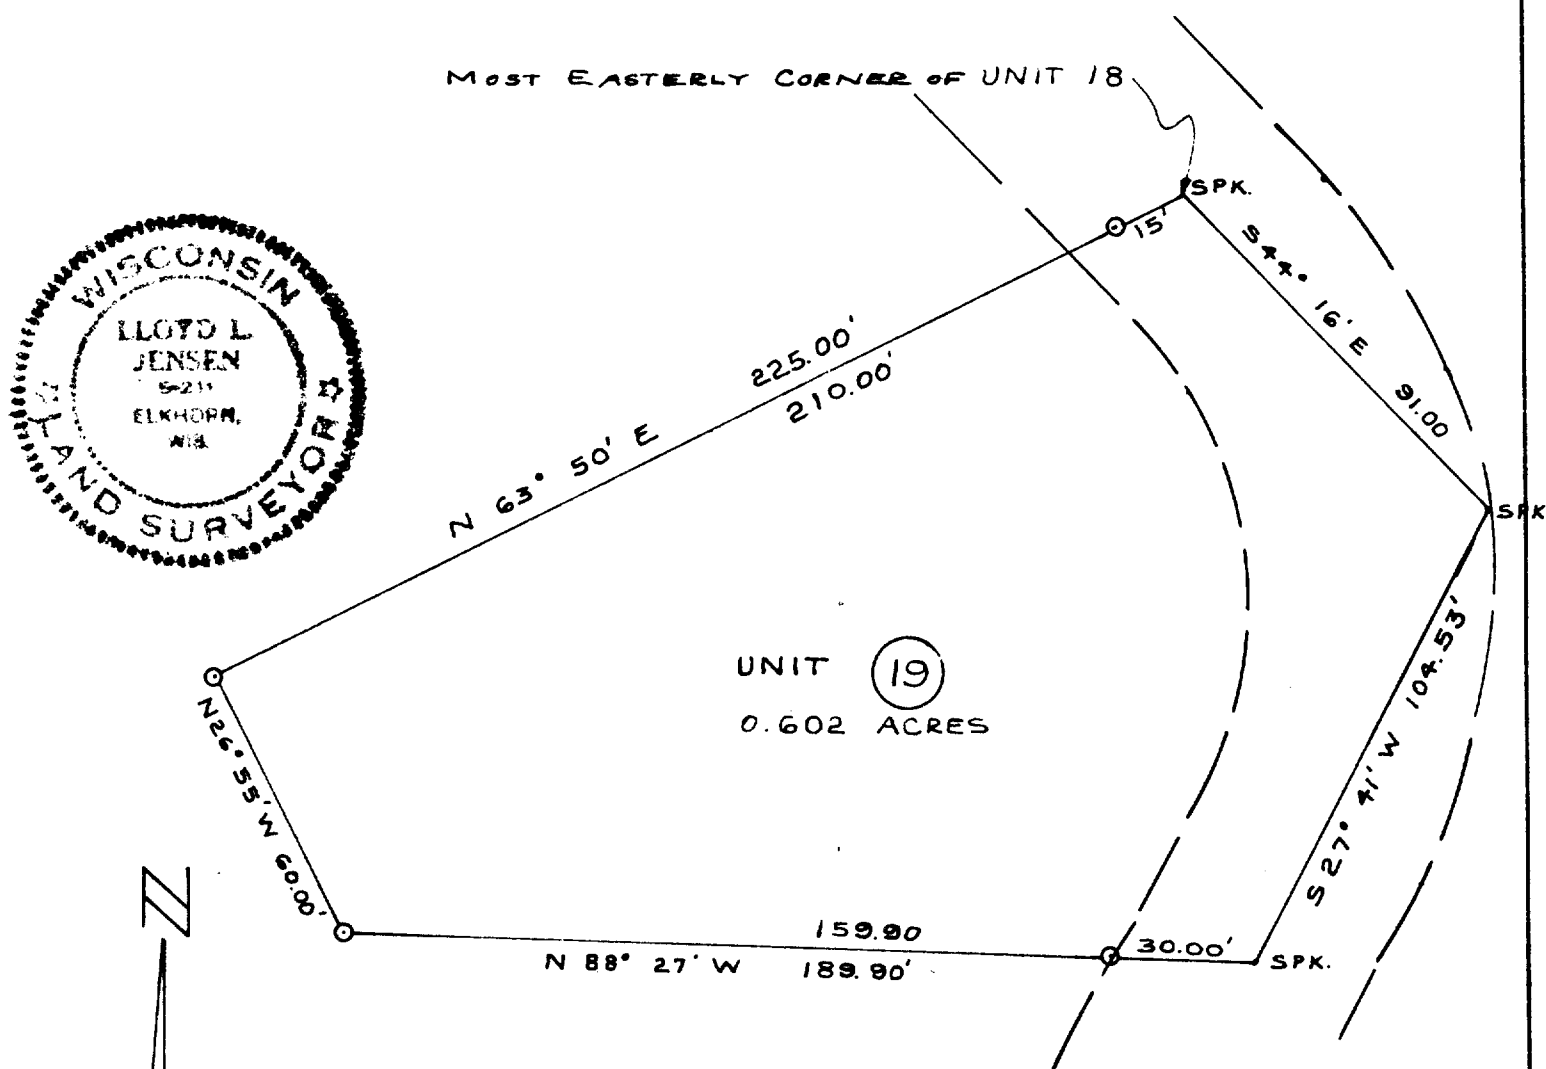 MOST EASTERLY CORNER OF UNIT 18
SPK.
15'
S 44° 16' E 91.00
225.00'
210.00'
N 63° 50' E
WISCONSIN
LLOYD L.
JENSEN
S-211
ELKHORN,
WIS.
LAND SURVEYOR
SPK
UNIT 19
0.602 ACRES
S 27° 41' W 104.53'
N 26° 55' W 60.00'
N
159.90
30.00'
N 88° 27' W 189.90'
SPK.